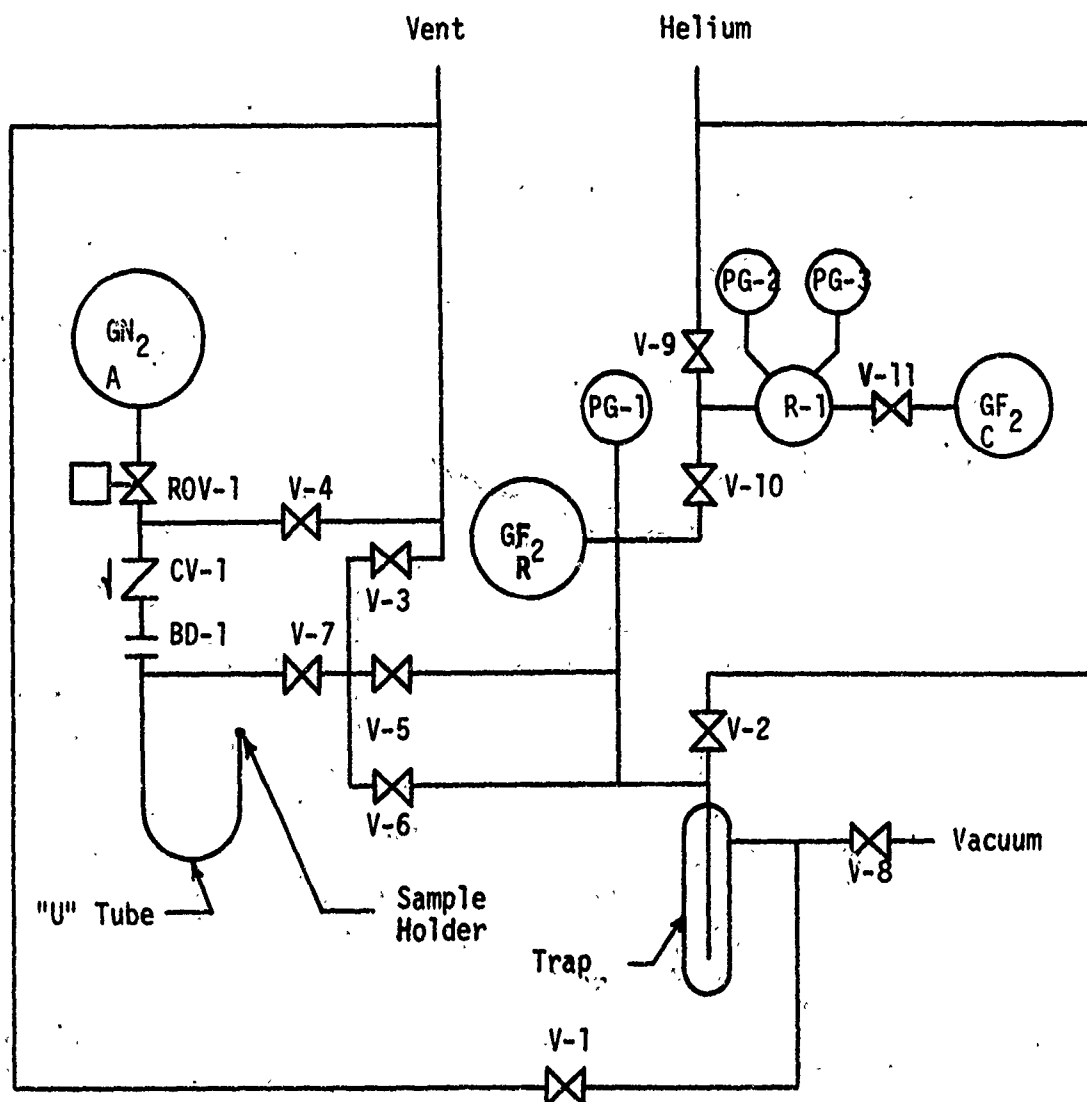 Vent
Helium
GN2
A
PG-2
PG-3
V-9
V-11
PG-1
R-1
GF2
C
ROV-1
V-4
V-10
GF2
R
CV-1
V-3
BD-1
V-7
V-5
V-2
V-6
Vacuum
V-8
"U" Tube
Sample
Holder
Trap
V-1